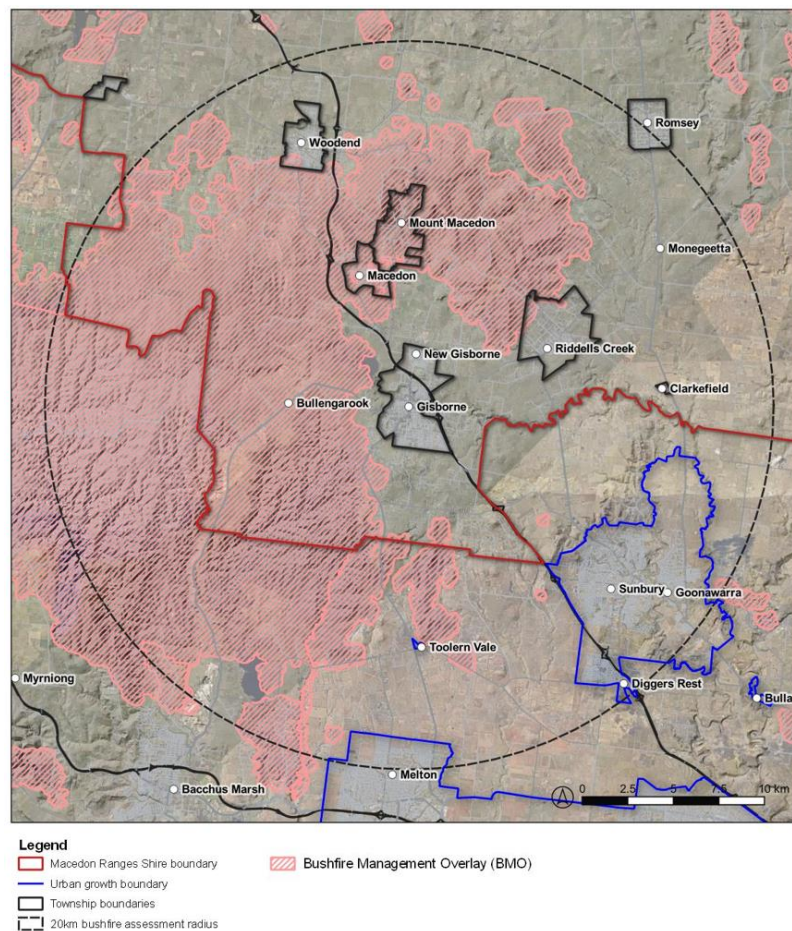 Romsey
Woodend
Mount Macedon
Monegeetta
Macedon
New Gisborne
Riddells Creek
Clarkefield
Bullengarook
Gisborne
Sunbury
Goonawarra
Toolern Vale
Myrniong
Diggers Rest
Bulla
Melton
Bacchus Marsh
0 2.5 5 7.5 10 km
Legend
Macedon Ranges Shire boundary
Bushfire Management Overlay (BMO)
Urban growth boundary
Township boundaries
20km bushfire assessment radius